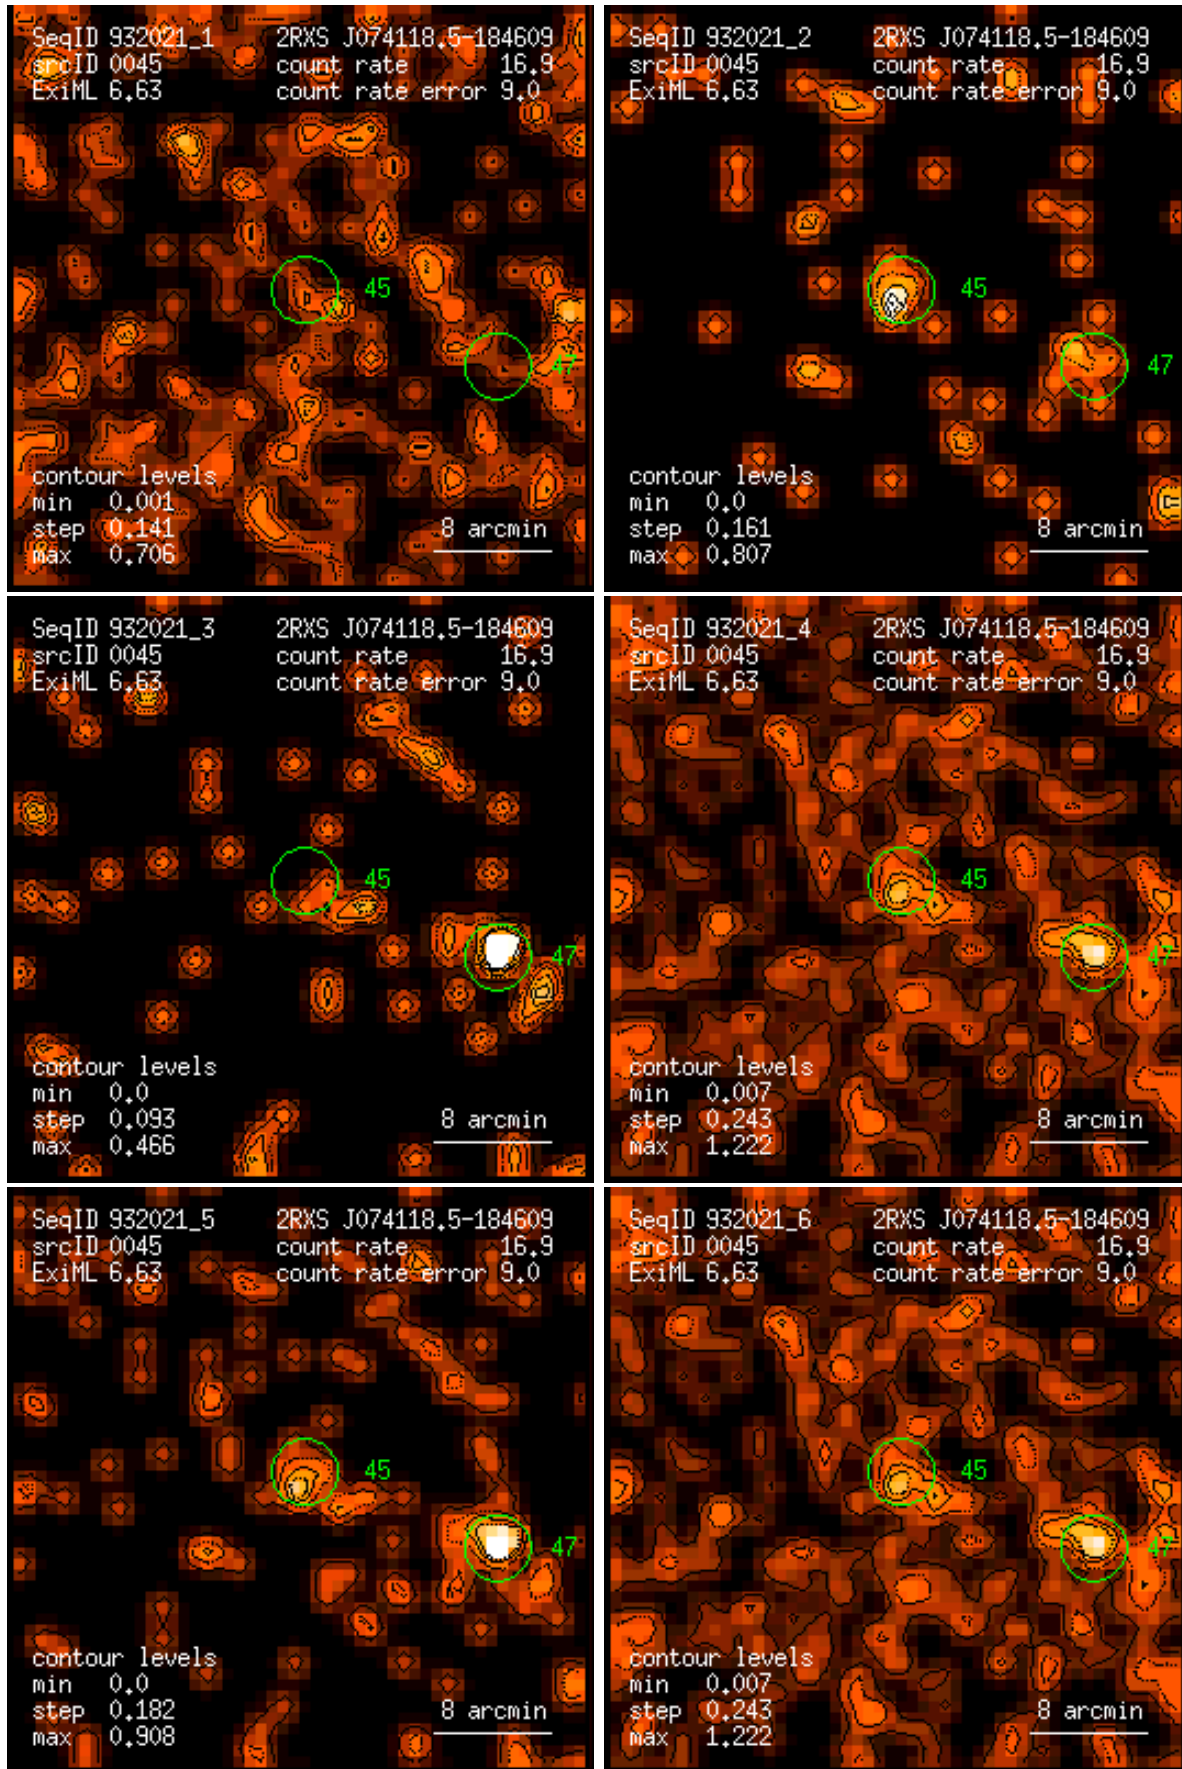 SeqID 932021_1 2RXS J074118.5-184609
srcID 0045 count rate 16.9
ExiML 6.63 count rate error 9.0
45
47
contour levels
min 0.001
step 0.141 8 arcmin
max 0.706
SeqID 932021_2 2RXS J074118.5-184609
srcID 0045 count rate 16.9
ExiML 6.63 count rate error 9.0
45
47
contour levels
min 0.0
step 0.161 8 arcmin
max 0.807
SeqID 932021_3 2RXS J074118.5-184609
srcID 0045 count rate 16.9
ExiML 6.63 count rate error 9.0
45
47
contour levels
min 0.0
step 0.093 8 arcmin
max 0.466
SeqID 932021_4 2RXS J074118.5-184609
srcID 0045 count rate 16.9
ExiML 6.63 count rate error 9.0
45
47
contour levels
min 0.007
step 0.243 8 arcmin
max 1.222
SeqID 932021_5 2RXS J074118.5-184609
srcID 0045 count rate 16.9
ExiML 6.63 count rate error 9.0
45
47
contour levels
min 0.0
step 0.182 8 arcmin
max 0.908
SeqID 932021_6 2RXS J074118.5-184609
srcID 0045 count rate 16.9
ExiML 6.63 count rate error 9.0
45
47
contour levels
min 0.007
step 0.243 8 arcmin
max 1.222